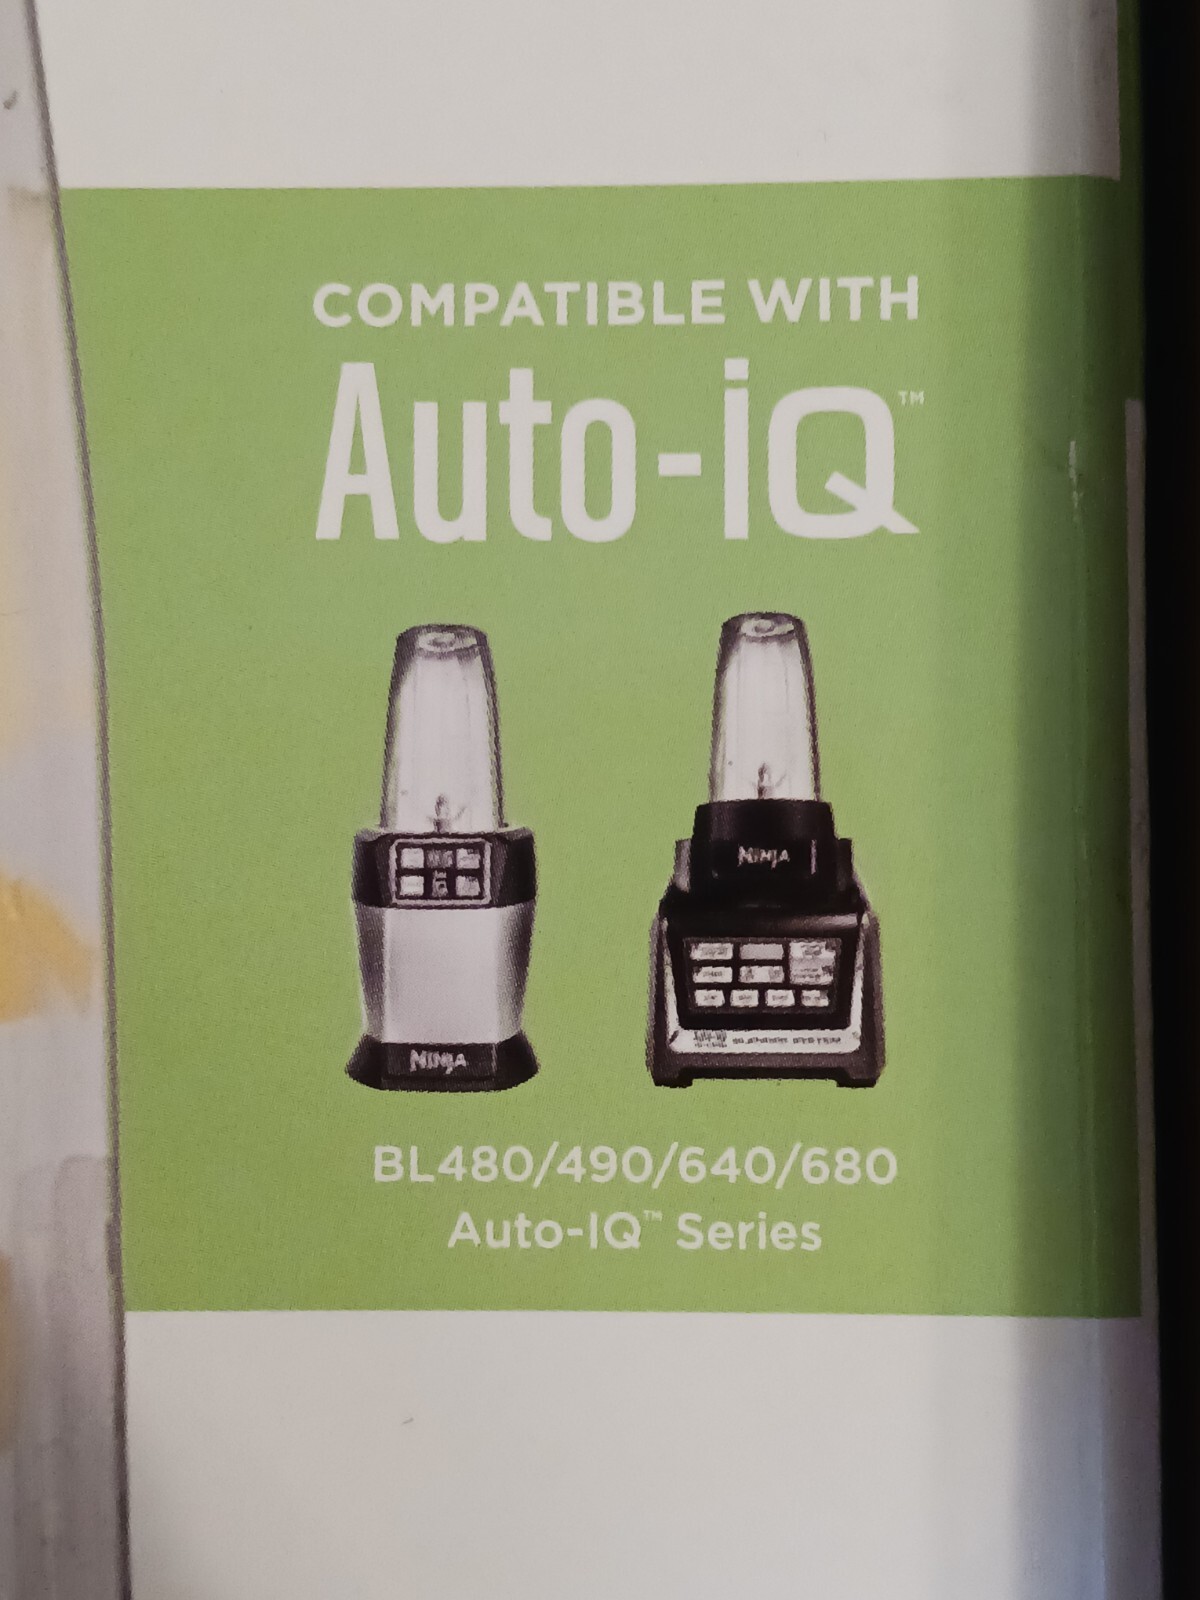 COMPATIBLE WITH
Auto-iQ™
NINJA
NINJA
BL480/490/640/680
Auto-IQ™ Series